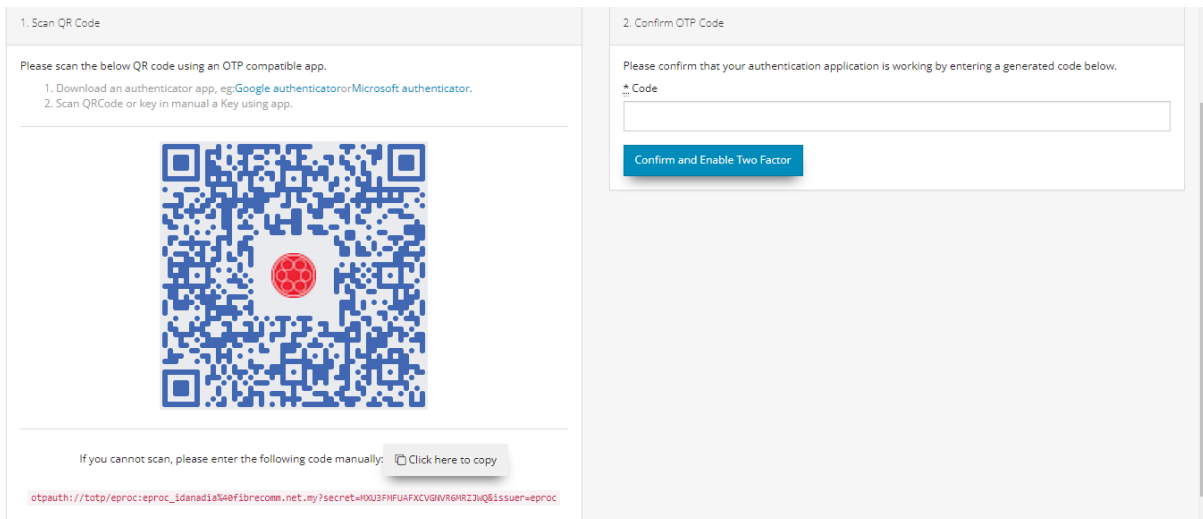 1. Scan QR Code
Please scan the below QR code using an OTP compatible app.
1. Download an authenticator app, eg:Google authenticatororMicrosoft authenticator.
2. Scan QRCode or key in manual a Key using app.
If you cannot scan, please enter the following code manually: Click here to copy
otpauth://totp/eproc:eproc_idanadia%40fibrecomm.net.my?secret=MXU3FMFUAFXCVGNVR6MRZJWQ&issuer=eproc
2. Confirm OTP Code
Please confirm that your authentication application is working by entering a generated code below.
* Code
Confirm and Enable Two Factor